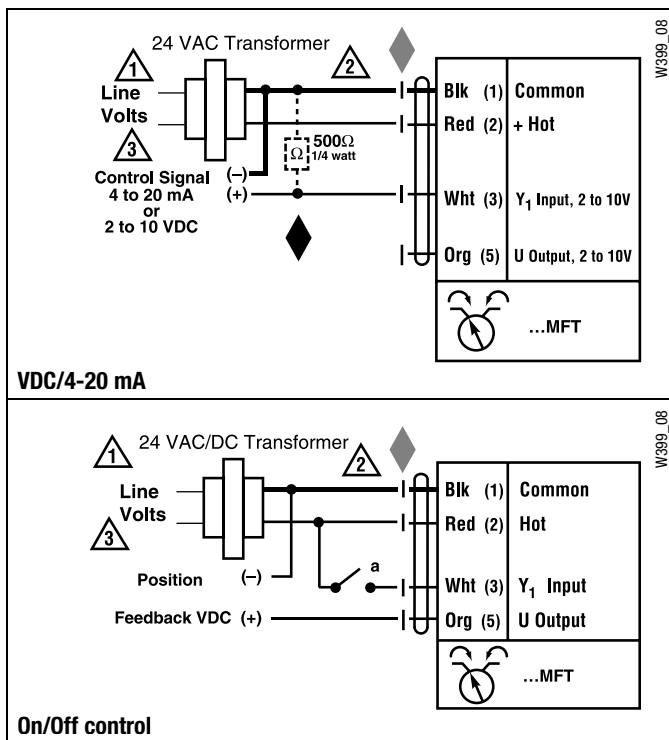 24 VAC Transformer
1
2
Line
Volts
3
Control Signal
4 to 20 mA
or
2 to 10 VDC
(–)
(+)
Ω
500Ω
1/4 watt
Blk (1) Common
Red (2) + Hot
Wht (3) Y₁ Input, 2 to 10V
Org (5) U Output, 2 to 10V
...MFT
VDC/4-20 mA
W399_08
24 VAC/DC Transformer
1
2
Line
Volts
3
Position (–)
Feedback VDC (+)
a
Blk (1) Common
Red (2) Hot
Wht (3) Y₁ Input
Org (5) U Output
...MFT
On/Off control
W399_08